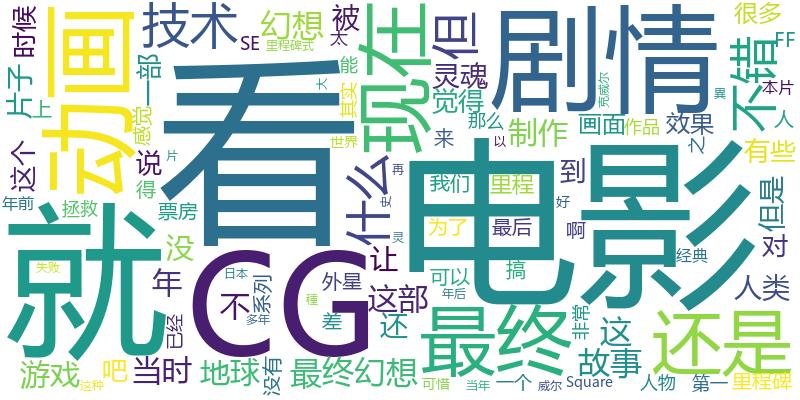 时候
技术
SE
幻想
里程碑式
被
太
但
剧情
很多
FF
片子
上
动画
一部
看
现在
能
灵魂
觉得
其实
世界
大
克威尔
不错
異
本片
人
这个
感觉
说
得
那么
来
制作
以
画面
作品
效果
之
有些
年前
拯救
票房
没
就
什么
片
再
史
灵
我们
里程
到
好
电影
但是
对
为了
最后
啊
经典
人类
失败
年
CG
日本
不
系列
種
多年
外星
差
让
这部
还
可以
搞
年后
最终
非常
这
还是
已经
游戏
这种
吧
当时
地球
没有
最终幻想
可惜
当年
一个
威尔
故事
Square
人物
第一
里程碑